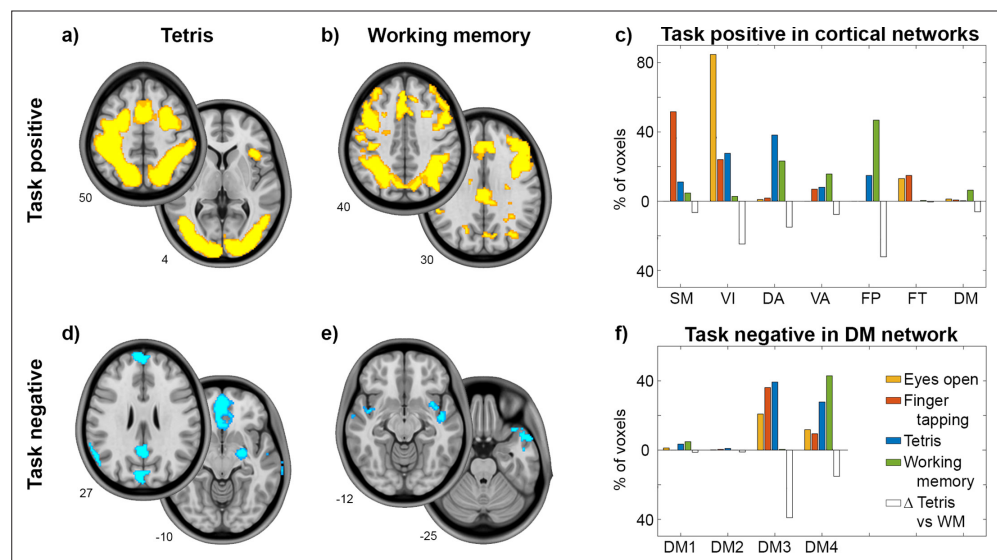 a) Tetris
b) Working memory
c) Task positive in cortical networks
Task positive
50
4
40
30
% of voxels
80
40
0
40
SM VI DA VA FP FT DM
d)
e)
f) Task negative in DM network
Task negative
27
-10
-12
-25
% of voxels
40
0
40
DM1 DM2 DM3 DM4
Eyes open
Finger
tapping
Tetris
Working
memory
Δ Tetris
vs WM